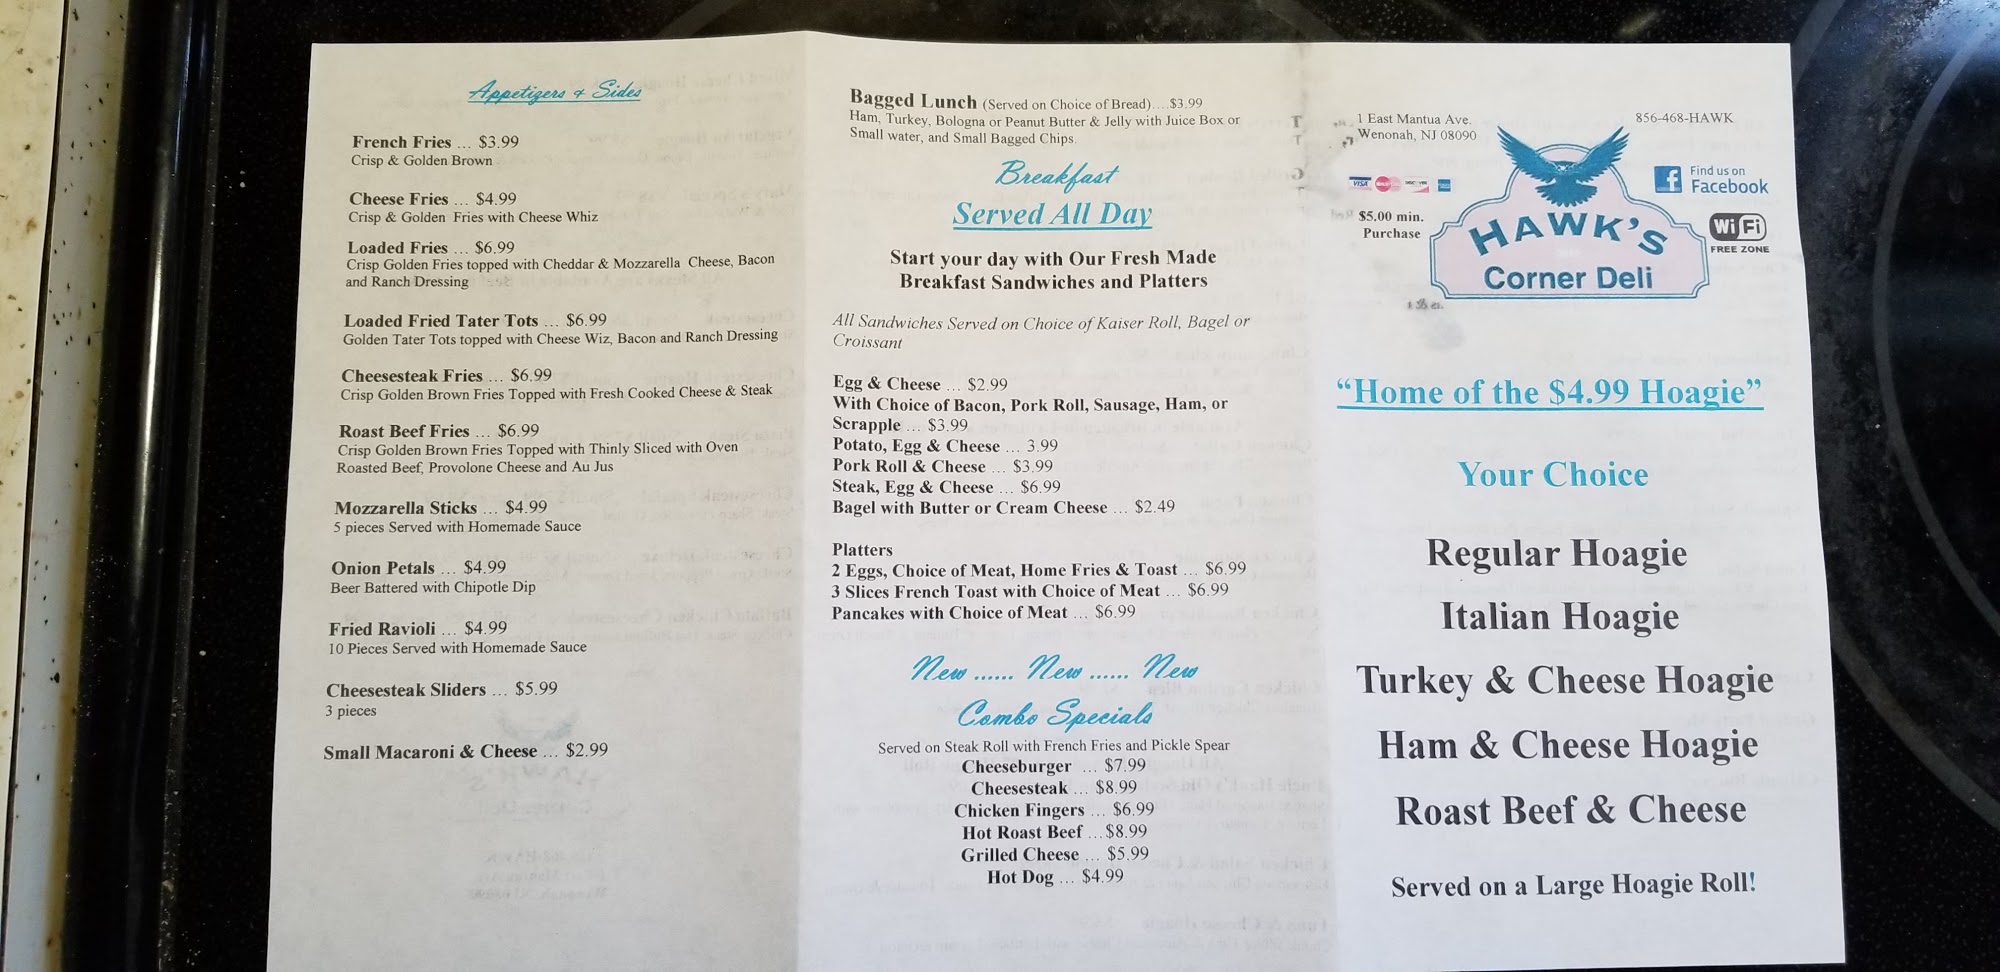 Appetizers & Sides
French Fries ... $3.99
Crisp & Golden Brown
Cheese Fries ... $4.99
Crisp & Golden Fries with Cheese Whiz
Loaded Fries ... $6.99
Crisp Golden Fries topped with Cheddar & Mozzarella Cheese, Bacon
and Ranch Dressing
Loaded Fried Tater Tots ... $6.99
Golden Tater Tots topped with Cheese Wiz, Bacon and Ranch Dressing
Cheesesteak Fries ... $6.99
Crisp Golden Brown Fries Topped with Fresh Cooked Cheese & Steak
Roast Beef Fries ... $6.99
Crisp Golden Brown Fries Topped with Thinly Sliced with Oven
Roasted Beef, Provolone Cheese and Au Jus
Mozzarella Sticks ... $4.99
5 pieces Served with Homemade Sauce
Onion Petals ... $4.99
Beer Battered with Chipotle Dip
Fried Ravioli ... $4.99
10 Pieces Served with Homemade Sauce
Cheesesteak Sliders ... $5.99
3 pieces
Small Macaroni & Cheese ... $2.99
Bagged Lunch (Served on Choice of Bread)....$3.99
Ham, Turkey, Bologna or Peanut Butter & Jelly with Juice Box or
Small water, and Small Bagged Chips.
Breakfast
Served All Day
Start your day with Our Fresh Made
Breakfast Sandwiches and Platters
All Sandwiches Served on Choice of Kaiser Roll, Bagel or
Croissant
Egg & Cheese ... $2.99
With Choice of Bacon, Pork Roll, Sausage, Ham, or
Scrapple ... $3.99
Potato, Egg & Cheese ... 3.99
Pork Roll & Cheese ... $3.99
Steak, Egg & Cheese ... $6.99
Bagel with Butter or Cream Cheese ... $2.49
Platters
2 Eggs, Choice of Meat, Home Fries & Toast ... $6.99
3 Slices French Toast with Choice of Meat ... $6.99
Pancakes with Choice of Meat ... $6.99
New ...... New ...... New
Combo Specials
Served on Steak Roll with French Fries and Pickle Spear
Cheeseburger ... $7.99
Cheesesteak ... $8.99
Chicken Fingers ... $6.99
Hot Roast Beef ... $8.99
Grilled Cheese ... $5.99
Hot Dog ... $4.99
1 East Mantua Ave.
Wenonah, NJ 08090
856-468-HAWK
VISA
Find us on
Facebook
$5.00 min.
Purchase
HAWK'S
Corner Deli
WiFi
FREE ZONE
"Home of the $4.99 Hoagie"
Your Choice
Regular Hoagie
Italian Hoagie
Turkey & Cheese Hoagie
Ham & Cheese Hoagie
Roast Beef & Cheese
Served on a Large Hoagie Roll!